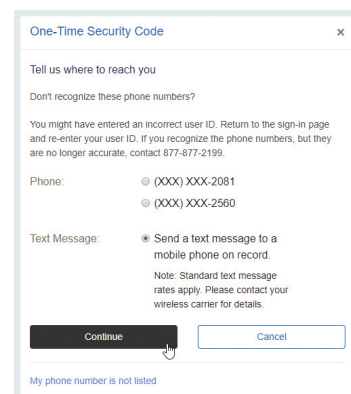 One-Time Security Code ×
Tell us where to reach you
Don't recognize these phone numbers?
You might have entered an incorrect user ID. Return to the sign-in page
and re-enter your user ID. If you recognize the phone numbers, but they
are no longer accurate, contact 877-877-2199.
Phone: (XXX) XXX-2081
(XXX) XXX-2560
Text Message: Send a text message to a
mobile phone on record.
Note: Standard text message
rates apply. Please contact your
wireless carrier for details.
Continue Cancel
My phone number is not listed